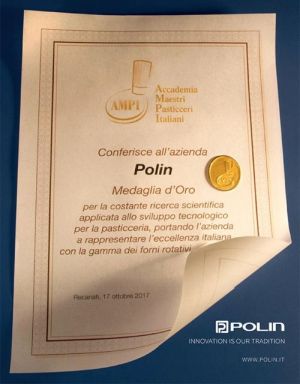 AMPI
Accademia
Maestri
Pasticceri
Italiani
Conferisce all'azienda
Polin
Medaglia d'Oro
per la costante ricerca scientifica
applicata allo sviluppo tecnologico
per la pasticceria, portando l'azienda
a rappresentare l'eccellenza italiana
con la gamma dei forni rotativi
Recanati, 17 ottobre 2017
POLIN
INNOVATION IS OUR TRADITION
WWW.POLIN.IT